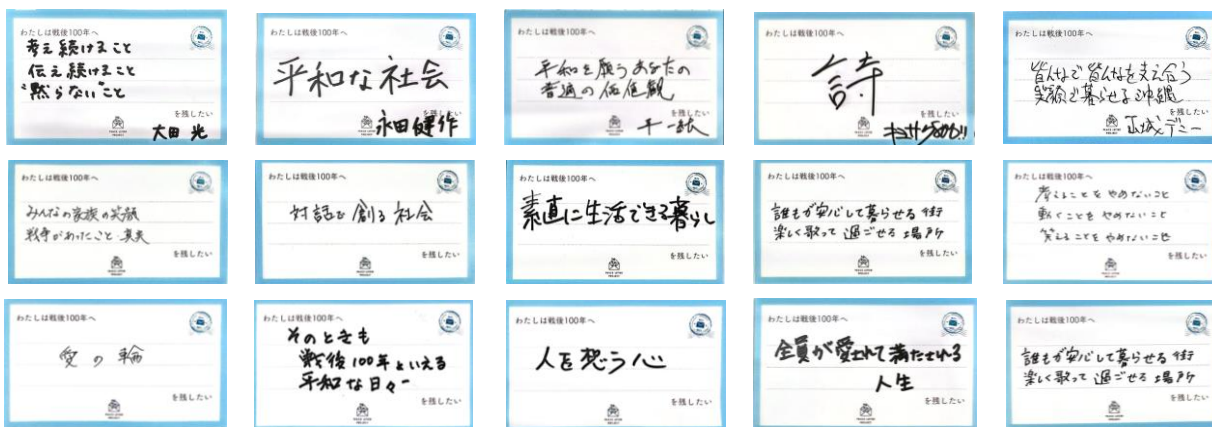 わたしは戦後100年へ
考え続けること
伝え続けること
"黙らない"こと
を残したい
太田 光
わたしは戦後100年へ
平和な社会
を残したい
永田健作
わたしは戦後100年へ
平和を願うあなたの
普通の価値観
を残したい
わたしは戦後100年へ
詩
を残したい
わたしは戦後100年へ
皆んなで皆んなを支え合う
笑顔で暮らせる沖縄
を残したい
わたしは戦後100年へ
みんなの家族の笑顔
戦争があったこと・真実
を残したい
わたしは戦後100年へ
対話で創る社会
を残したい
わたしは戦後100年へ
素直に生活できる暮らし
わたしは戦後100年へ
誰もが安心して暮らせる街
楽しく歌って過ごせる場所
を残したい
わたしは戦後100年へ
考えることをやめないこと
動くことをやめないこと
笑えることをやめないこと
を残したい
わたしは戦後100年へ
愛の輪
を残したい
わたしは戦後100年へ
そのときも
戦後100年といえる
平和な日々
を残したい
わたしは戦後100年へ
人を想う心
を残したい
わたしは戦後100年へ
全員が愛されて満たされる
人生
を残したい
わたしは戦後100年へ
誰もが安心して暮らせる街
楽しく歌って過ごせる場所
を残したい